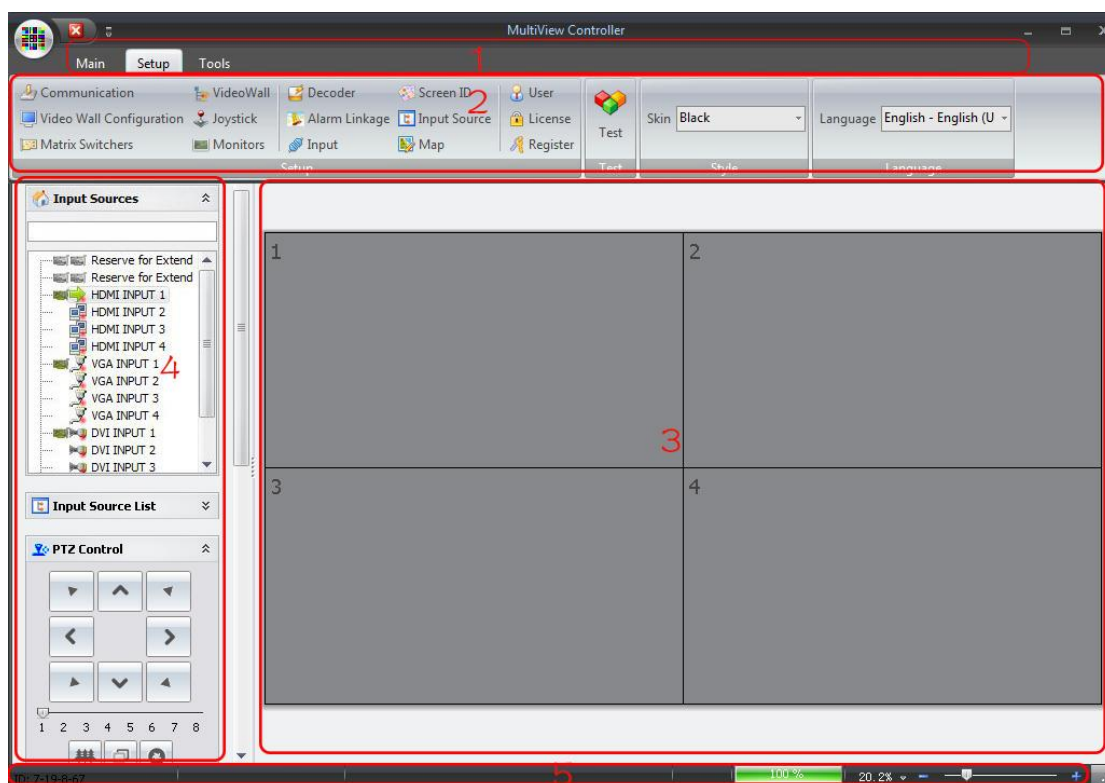 MultiView Controller
Main Setup Tools
1
Communication VideoWall Decoder Screen ID User
2
Video Wall Configuration Joystick Alarm Linkage Input Source License Test Skin Black Language English - English (U
Matrix Switchers Monitors Input Map Register
Setup Test Style Language
Input Sources
Reserve for Extend
Reserve for Extend
HDMI INPUT 1
HDMI INPUT 2
HDMI INPUT 3
HDMI INPUT 4
VGA INPUT 1
4
VGA INPUT 2
VGA INPUT 3
VGA INPUT 4
DVI INPUT 1
DVI INPUT 2
DVI INPUT 3
Input Source List
PTZ Control
1 2 3 4 5 6 7 8
1 2
3
3 4
ID: 7-19-8-67 5 100 % 20.2%